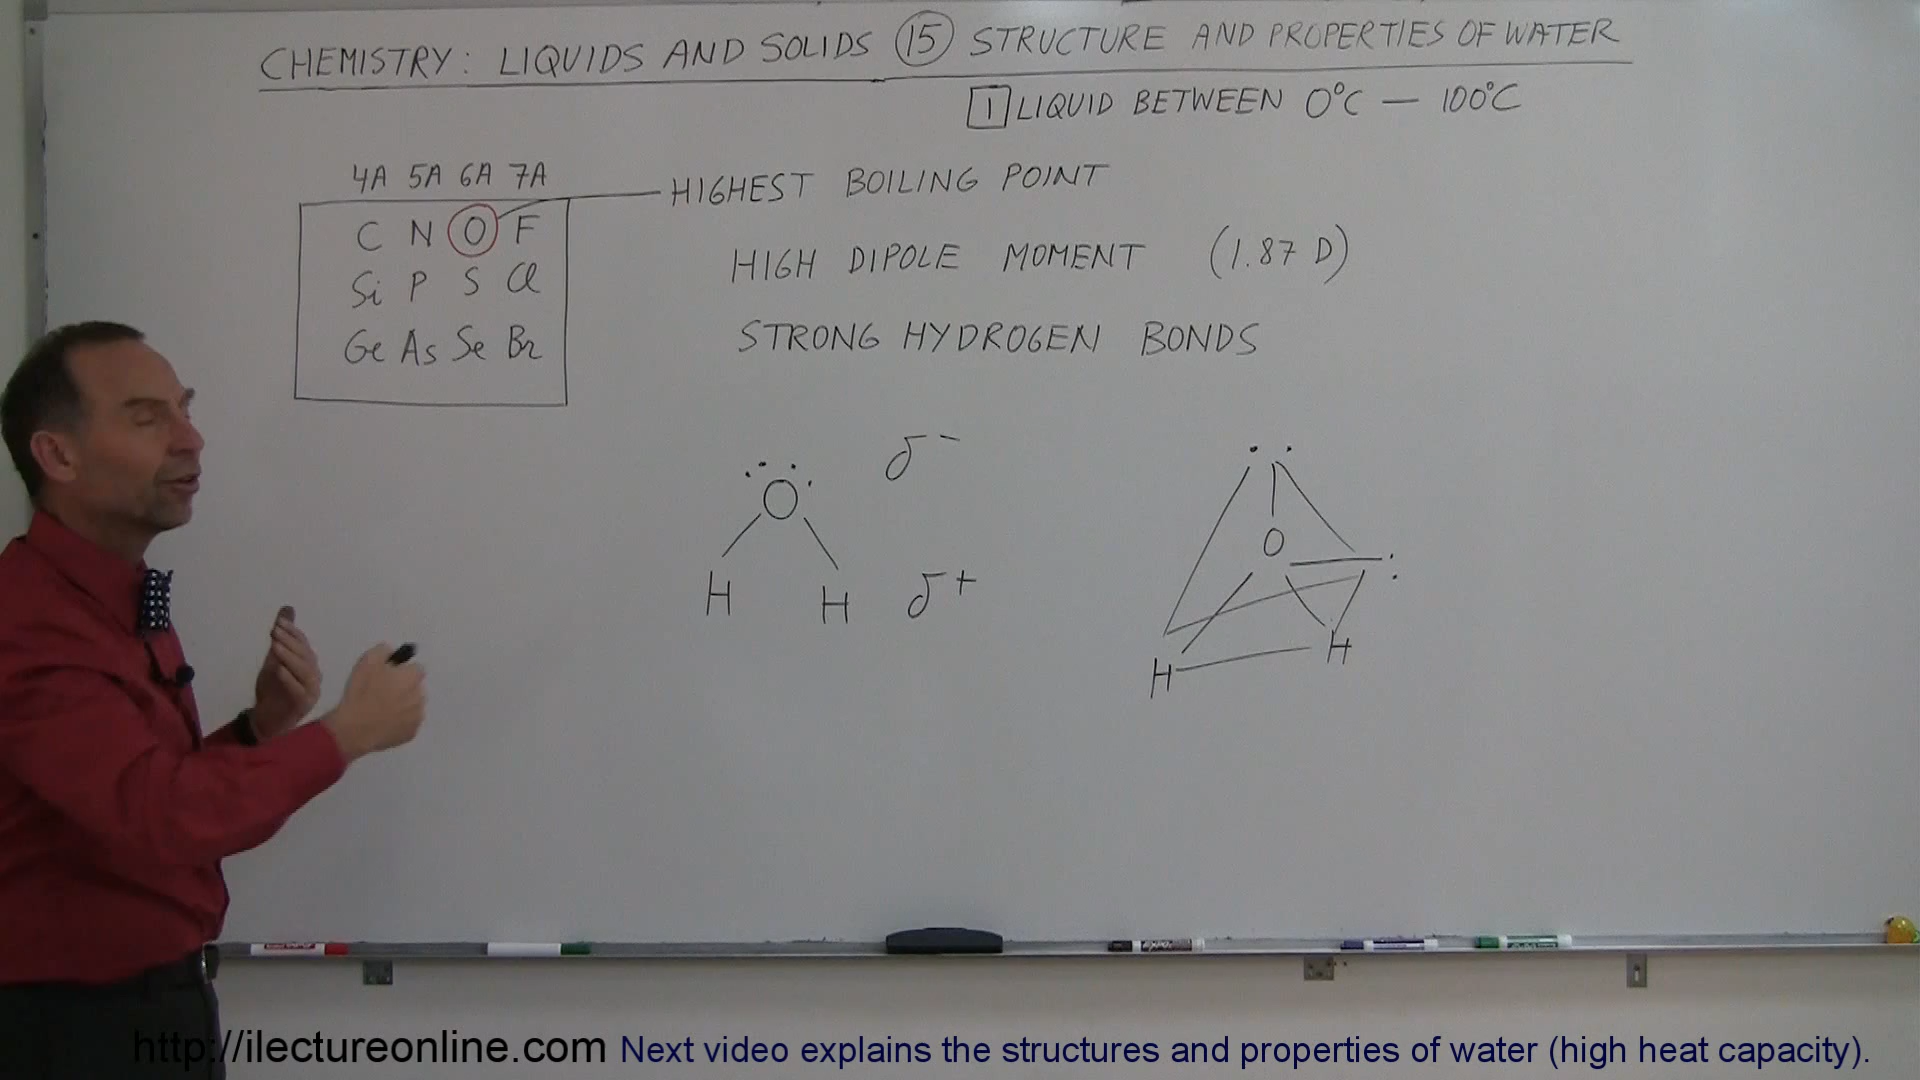 CHEMISTRY: LIQUIDS AND SOLIDS 15 STRUCTURE AND PROPERTIES OF WATER
1 LIQUID BETWEEN 0°C — 100°C
4A 5A 6A 7A
C N O F
Si P S Cl
Ge As Se Br
HIGHEST BOILING POINT
HIGH DIPOLE MOMENT (1.87 D)
STRONG HYDROGEN BONDS
δ-
O
H H δ+
O
H H
EXPO
http://ilectureonline.com Next video explains the structures and properties of water (high heat capacity).